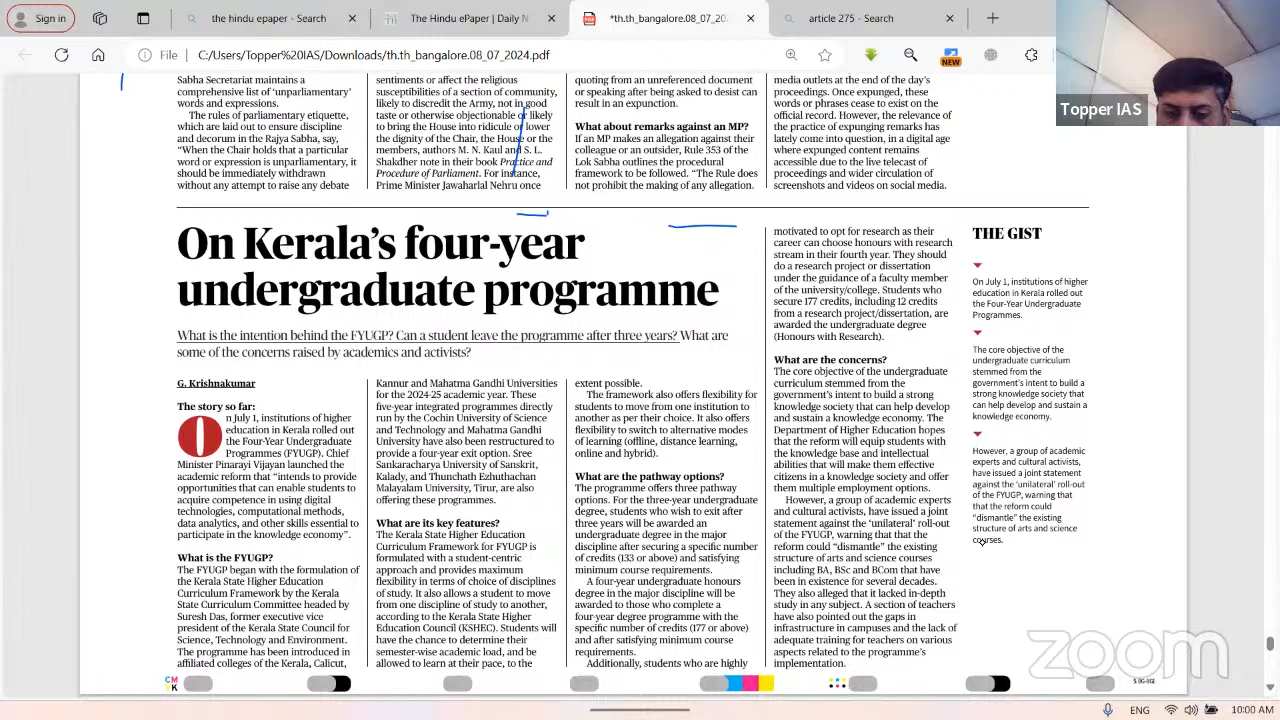 the hindu epaper - Search
The Hindu ePaper | Daily N
*th.th_bangalore.08_07_202
article 275 - Search
File
C:/Users/Topper%20IAS/Downloads/th.th_bangalore.08_07_2024.pdf
NEW
Topper IAS
Sabha Secretariat maintains a
comprehensive list of ‘unparliamentary’
words and expressions.
The rules of parliamentary etiquette,
which are laid out to ensure discipline
and decorum in the Rajya Sabha, say,
“When the Chair holds that a particular
word or expression is unparliamentary, it
should be immediately withdrawn
without any attempt to raise any debate
sentiments or affect the religious
susceptibilities of a section of community,
likely to discredit the Army, not in good
taste or otherwise objectionable or likely
to bring the House into ridicule or lower
the dignity of the Chair, the House or the
members, authors M. N. Kaul and S. L.
Shakdher note in their book Practice and
Procedure of Parliament. For instance,
Prime Minister Jawaharlal Nehru once
quoting from an unreferenced document
or speaking after being asked to desist can
result in an expunction.
What about remarks against an MP?
If an MP makes an allegation against their
colleague or an outsider, Rule 353 of the
Lok Sabha outlines the procedural
framework to be followed. “The Rule does
not prohibit the making of any allegation.
media outlets at the end of the day’s
proceedings. Once expunged, these
words or phrases cease to exist on the
official record. However, the relevance of
the practice of expunging remarks has
lately come into question, in a digital age
where expunged content remains
accessible due to the live telecast of
proceedings and wider circulation of
screenshots and videos on social media.
On Kerala’s four-year
undergraduate programme
What is the intention behind the FYUGP? Can a student leave the programme after three years? What are
some of the concerns raised by academics and activists?
G. Krishnakumar
The story so far:
On July 1, institutions of higher
education in Kerala rolled out
the Four-Year Undergraduate
Programmes (FYUGP). Chief
Minister Pinarayi Vijayan launched the
academic reform that “intends to provide
opportunities that can enable students to
acquire competence in using digital
technologies, computational methods,
data analytics, and other skills essential to
participate in the knowledge economy”.
What is the FYUGP?
The FYUGP began with the formulation of
the Kerala State Higher Education
Curriculum Framework by the Kerala
State Curriculum Committee headed by
Suresh Das, former executive vice
president of the Kerala State Council for
Science, Technology and Environment.
The programme has been introduced in
affiliated colleges of the Kerala, Calicut,
Kannur and Mahatma Gandhi Universities
for the 2024-25 academic year. These
five-year integrated programmes directly
run by the Cochin University of Science
and Technology and Mahatma Gandhi
University have also been restructured to
provide a four-year exit option. Sree
Sankaracharya University of Sanskrit,
Kalady, and Thunchath Ezhuthachan
Malayalam University, Tirur, are also
offering these programmes.
What are its key features?
The Kerala State Higher Education
Curriculum Framework for FYUGP is
formulated with a student-centric
approach and provides maximum
flexibility in terms of choice of disciplines
of study. It also allows a student to move
from one discipline of study to another,
according to the Kerala State Higher
Education Council (KSHEC). Students will
have the chance to determine their
semester-wise academic load, and be
allowed to learn at their pace, to the
extent possible.
The framework also offers flexibility for
students to move from one institution to
another as per their choice. It also offers
flexibility to switch to alternative modes
of learning (offline, distance learning,
online and hybrid).
What are the pathway options?
The programme offers three pathway
options. For the three-year undergraduate
degree, students who wish to exit after
three years will be awarded an
undergraduate degree in the major
discipline after securing a specific number
of credits (133 or above) and satisfying
minimum course requirements.
A four-year undergraduate honours
degree in the major discipline will be
awarded to those who complete a
four-year degree programme with the
specific number of credits (177 or above)
and after satisfying minimum course
requirements.
Additionally, students who are highly
motivated to opt for research as their
career can choose honours with research
stream in their fourth year. They should
do a research project or dissertation
under the guidance of a faculty member
of the university/college. Students who
secure 177 credits, including 12 credits
from a research project/dissertation, are
awarded the undergraduate degree
(Honours with Research).
What are the concerns?
The core objective of the undergraduate
curriculum stemmed from the
government’s intent to build a strong
knowledge society that can help develop
and sustain a knowledge economy. The
Department of Higher Education hopes
that the reform will equip students with
the knowledge base and intellectual
abilities that will make them effective
citizens in a knowledge society and offer
them multiple employment options.
However, a group of academic experts
and cultural activists, have issued a joint
statement against the ‘unilateral’ roll-out
of the FYUGP, warning that that the
reform could “dismantle” the existing
structure of arts and science courses
including BA, BSc and BCom that have
been in existence for several decades.
They also alleged that it lacked in-depth
study in any subject. A section of teachers
have also pointed out the gaps in
infrastructure in campuses and the lack of
adequate training for teachers on various
aspects related to the programme’s
implementation.
THE GIST
On July 1, institutions of higher
education in Kerala rolled out
the Four-Year Undergraduate
Programmes.
The core objective of the
undergraduate curriculum
stemmed from the
government’s intent to build a
strong knowledge society that
can help develop and sustain a
knowledge economy.
However, a group of academic
experts and cultural activists,
have issued a joint statement
against the ‘unilateral’ roll-out
of the FYUGP, warning that
that the reform could
“dismantle” the existing
structure of arts and science
courses.
zoom
CM
YK
ENG
10:00 AM